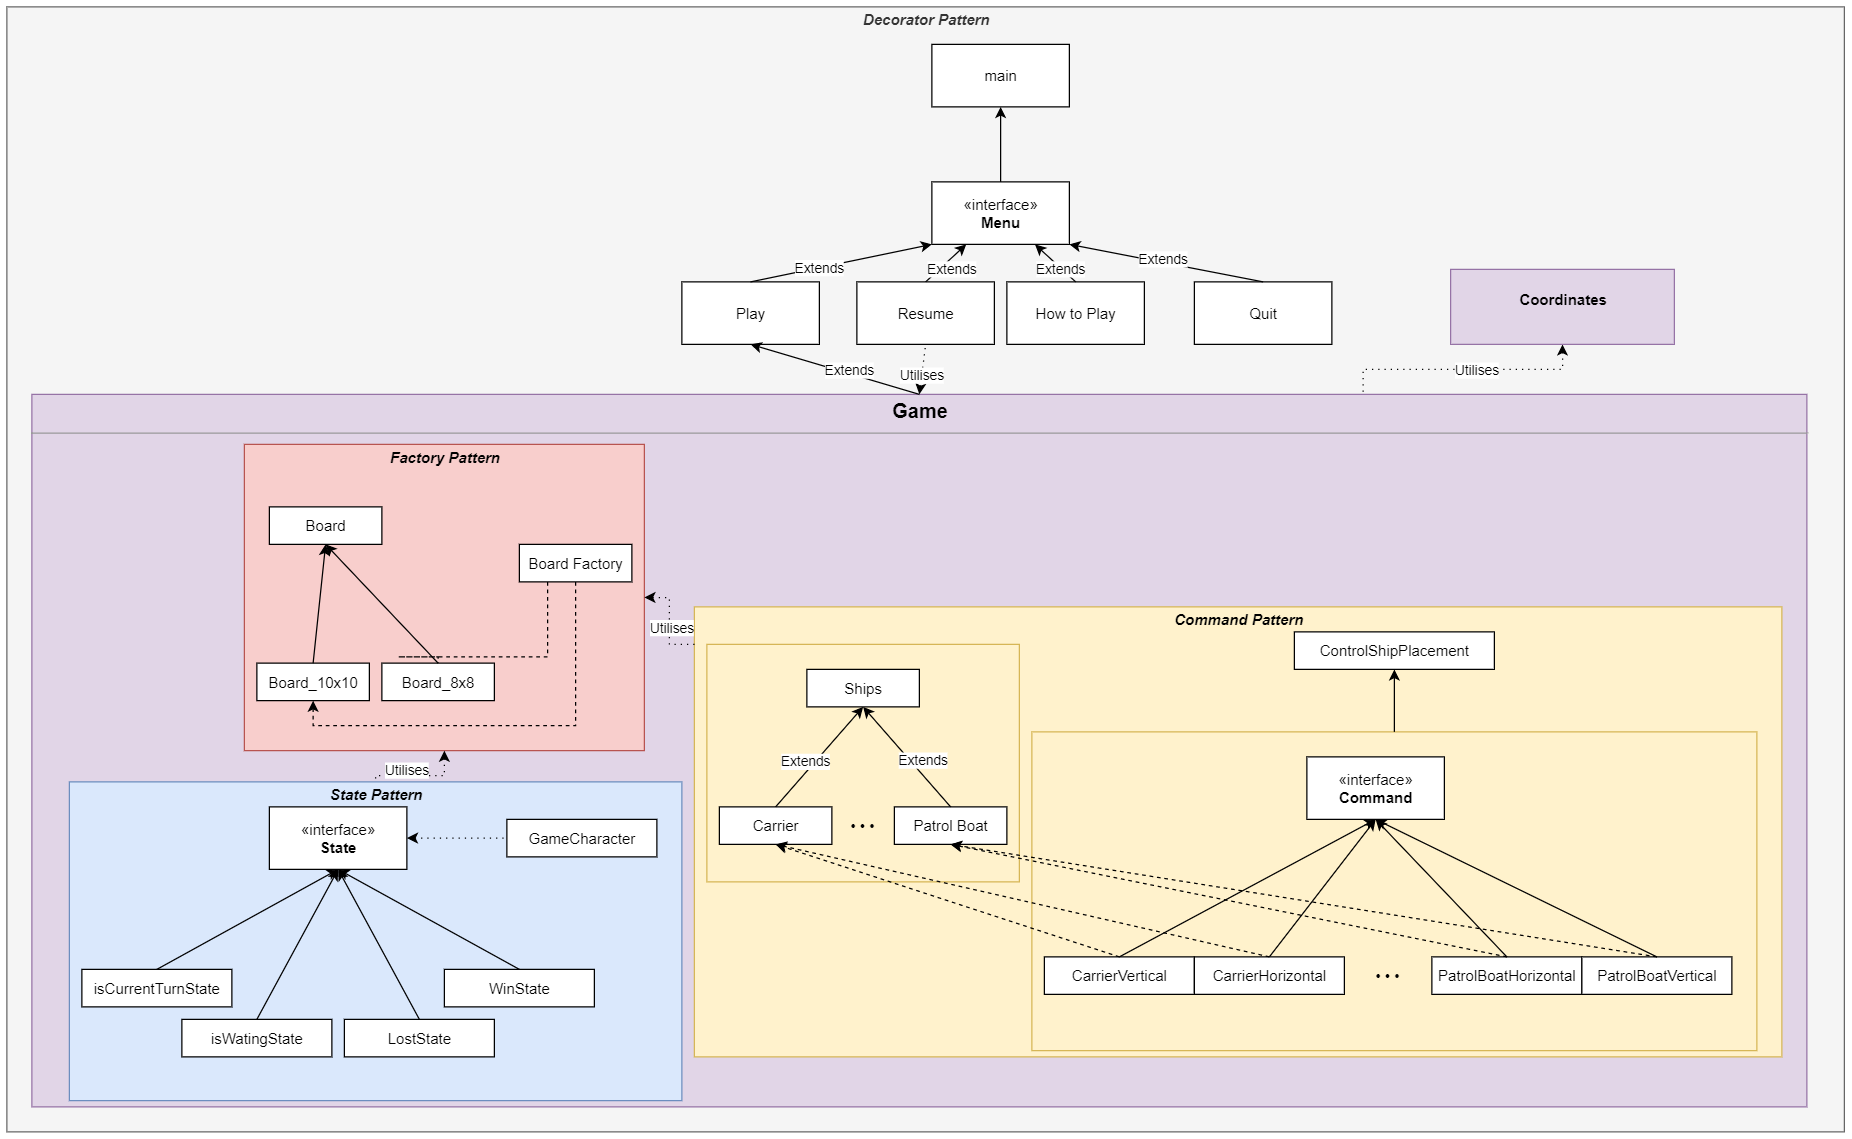 Decorator Pattern
main
«interface»
Menu
Extends
Extends
Extends
Extends
Play
Resume
How to Play
Quit
Coordinates
Extends
Utilises
Utilises
Game
Factory Pattern
Board
Board Factory
Board_10x10
Board_8x8
Utilises
Utilises
Command Pattern
ControlShipPlacement
Ships
Extends
Extends
Carrier
...
Patrol Boat
«interface»
Command
CarrierVertical
CarrierHorizontal
...
PatrolBoatHorizontal
PatrolBoatVertical
State Pattern
«interface»
State
GameCharacter
isCurrentTurnState
WinState
isWatingState
LostState